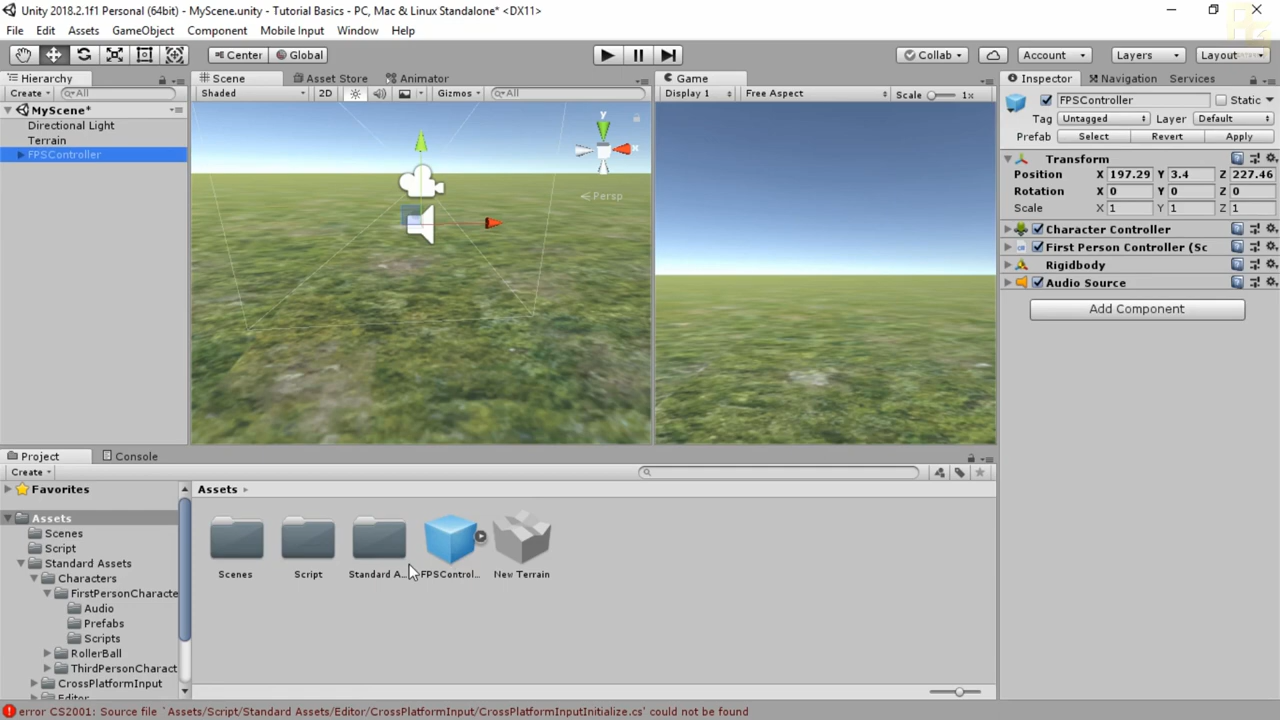 Unity 2018.2.1f1 Personal (64bit) - MyScene.unity - Tutorial Basics - PC, Mac & Linux Standalone* <DX11>
File Edit Assets GameObject Component Mobile Input Window Help
Center Global Collab Account Layers Layout
Hierarchy Scene Asset Store Animator Game Inspector Navigation Services
Create All Shaded 2D Gizmos All Display 1 Free Aspect Scale 1x
MyScene*
Directional Light
Terrain
FPSController
y
x
Persp
FPSController Static
Tag Untagged Layer Default
Prefab Select Revert Apply
Transform
Position X 197.29 Y 3.4 Z 227.46
Rotation X 0 Y 0 Z 0
Scale X 1 Y 1 Z 1
Character Controller
First Person Controller (Sc
Rigidbody
Audio Source
Add Component
Project Console
Create
Favorites
Assets
Scenes
Script
Standard Assets
Characters
FirstPersonCharacte
Audio
Prefabs
Scripts
RollerBall
ThirdPersonCharact
CrossPlatformInput
Editor
Assets
Scenes Script Standard A... FPSControl... New Terrain
error CS2001: Source file `Assets/Script/Standard Assets/Editor/CrossPlatformInput/CrossPlatformInputInitialize.cs' could not be found